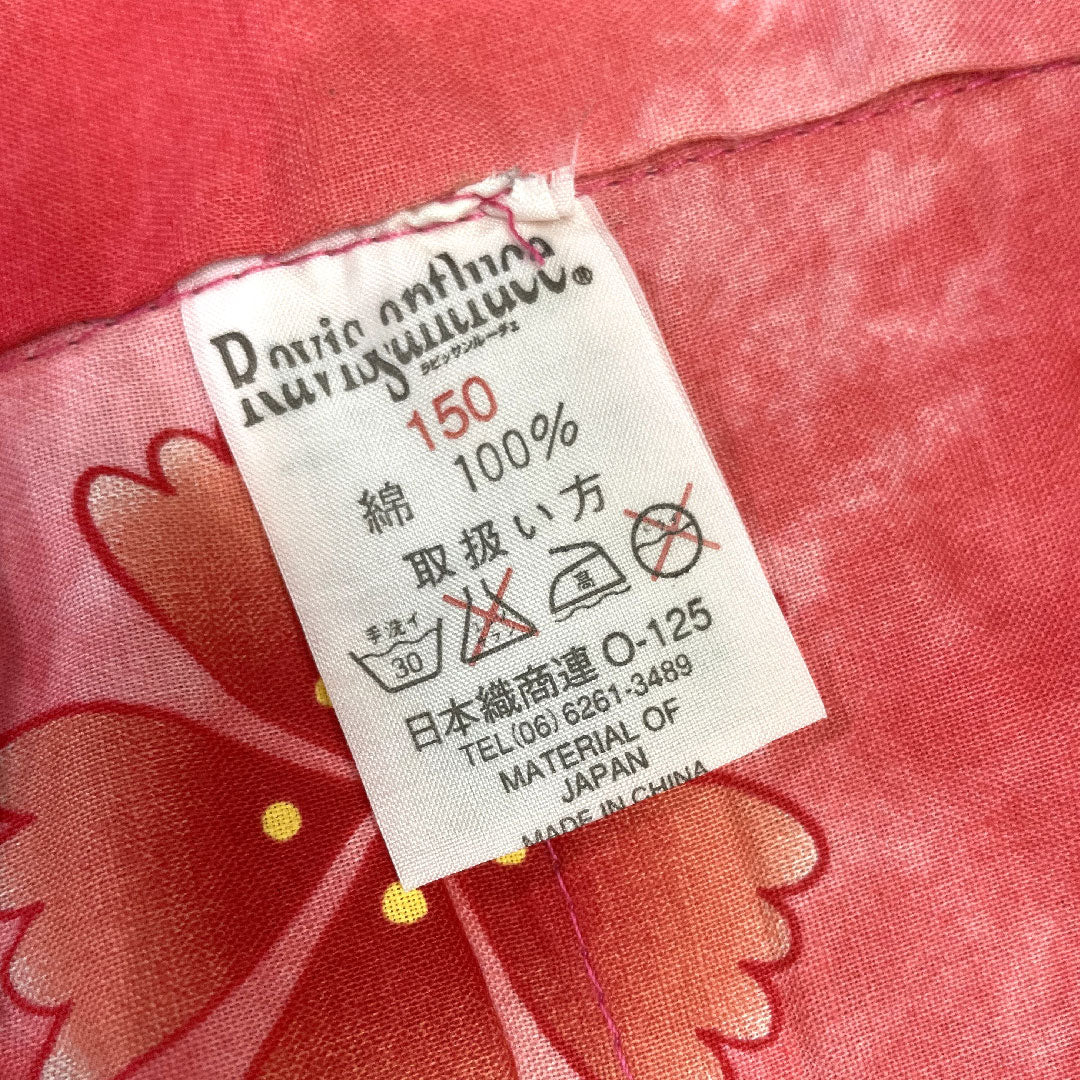 Ravissantluce®
ラビッサンルーチェ
150
綿 100%
取扱い方
手洗イ
30
高
日本織商連 O-125
TEL(06) 6261-3489
MATERIAL OF
JAPAN
MADE IN CHINA